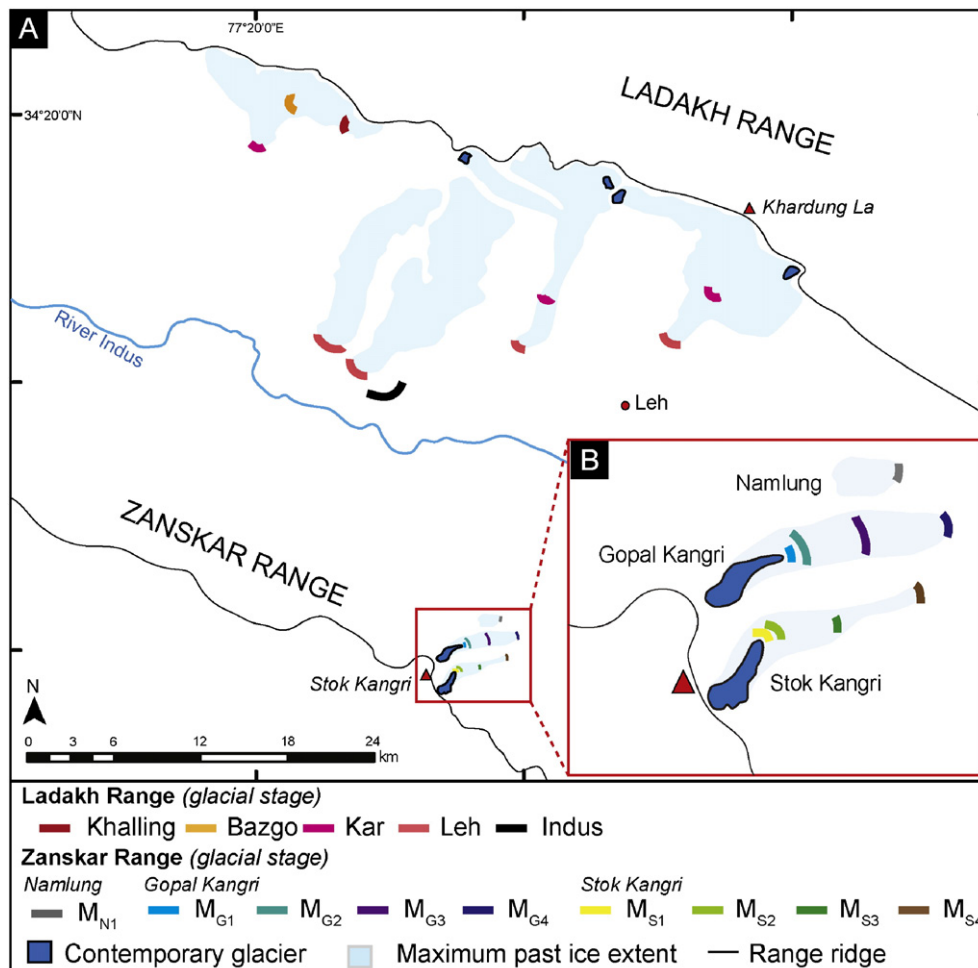 A
77°20'0"E
34°20'0"N
LADAKH RANGE
Khardung La
River Indus
Leh
ZANSKAR RANGE
Stok Kangri
N
0 3 6 12 18 24
km
B
Namlung
Gopal Kangri
Stok Kangri
Ladakh Range (glacial stage)
Khalling Bazgo Kar Leh Indus
Zanskar Range (glacial stage)
Namlung Gopal Kangri Stok Kangri
MN1 MG1 MG2 MG3 MG4 MS1 MS2 MS3 MS4
Contemporary glacier Maximum past ice extent Range ridge